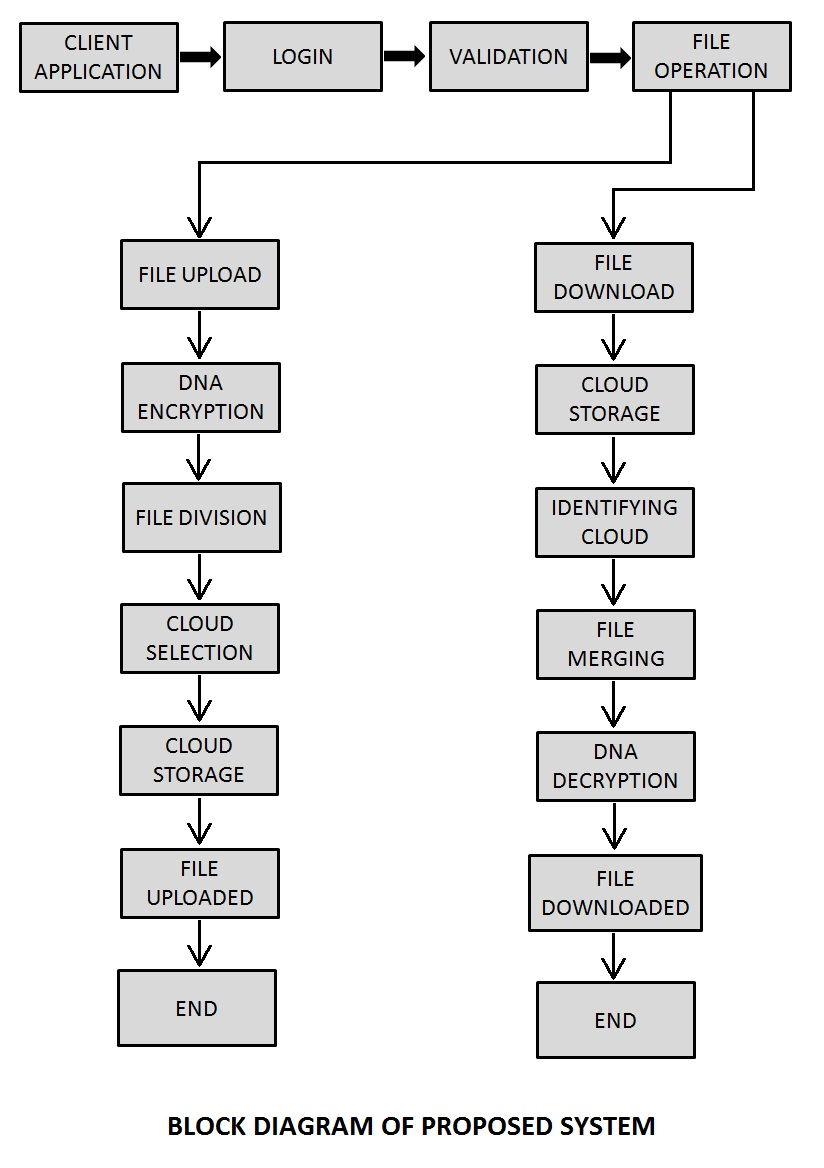 CLIENT
APPLICATION
LOGIN
VALIDATION
FILE
OPERATION
FILE UPLOAD
DNA
ENCRYPTION
FILE DIVISION
CLOUD
SELECTION
CLOUD
STORAGE
FILE
UPLOADED
END
FILE
DOWNLOAD
CLOUD
STORAGE
IDENTIFYING
CLOUD
FILE
MERGING
DNA
DECRYPTION
FILE
DOWNLOADED
END
BLOCK DIAGRAM OF PROPOSED SYSTEM